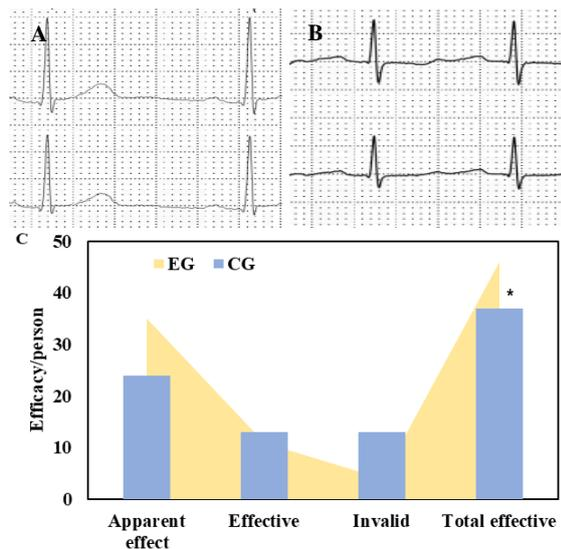 A
B
C
50
EG CG
40
*
30
20
10
0
Efficacy/person
Apparent effect
Effective
Invalid
Total effective